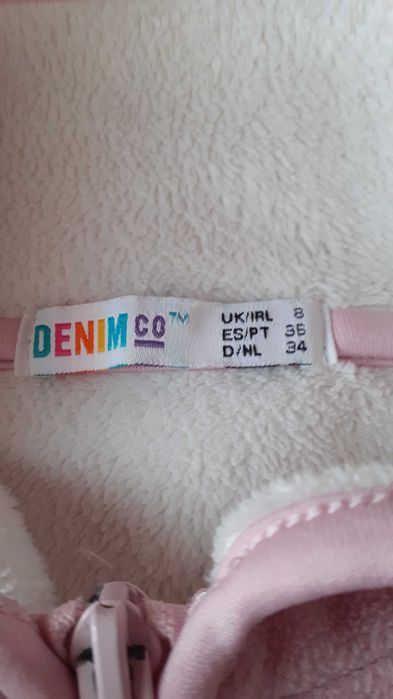 DENIM CO™
UK/IRL 8
ES/PT 36
D/NL 34